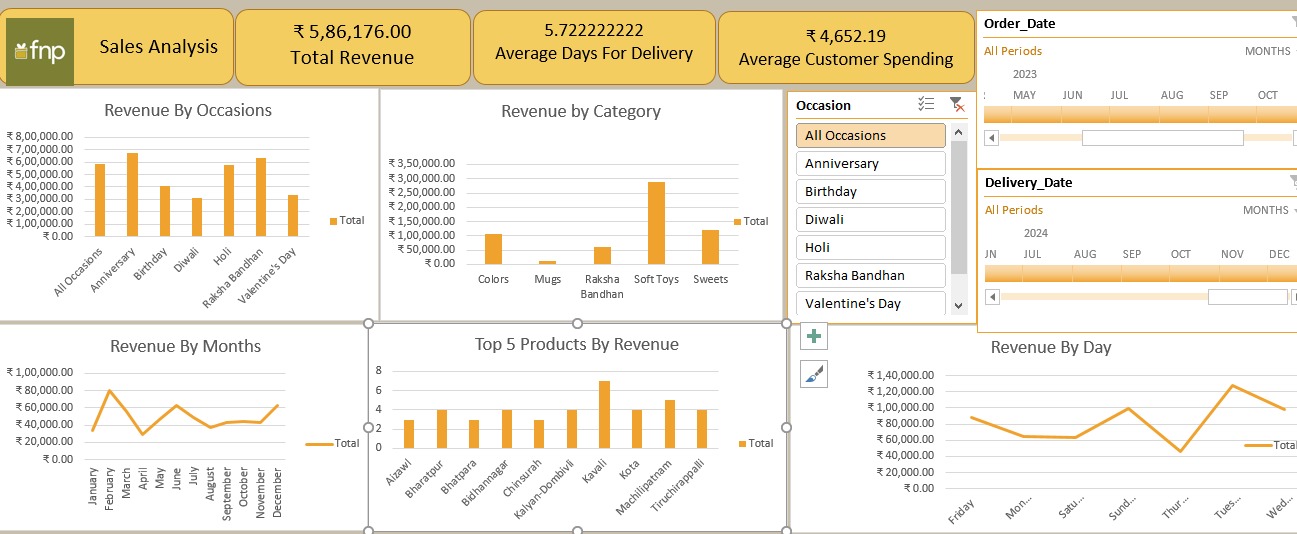 fnp
Sales Analysis
₹ 5,86,176.00
Total Revenue
5.722222222
Average Days For Delivery
₹ 4,652.19
Average Customer Spending
Order_Date
All Periods
MONTHS
2023
MAY JUN JUL AUG SEP OCT
Revenue By Occasions
₹ 8,00,000.00
₹ 7,00,000.00
₹ 6,00,000.00
₹ 5,00,000.00
₹ 4,00,000.00
₹ 3,00,000.00
₹ 2,00,000.00
₹ 1,00,000.00
₹ 0.00
All Occasions
Anniversary
Birthday
Diwali
Holi
Raksha Bandhan
Valentine's Day
Total
Revenue by Category
₹ 3,50,000.00
₹ 3,00,000.00
₹ 2,50,000.00
₹ 2,00,000.00
₹ 1,50,000.00
₹ 1,00,000.00
₹ 50,000.00
₹ 0.00
Colors
Mugs
Raksha
Bandhan
Soft Toys
Sweets
Total
Occasion
All Occasions
Anniversary
Birthday
Diwali
Holi
Raksha Bandhan
Valentine's Day
Delivery_Date
All Periods
MONTHS
2024
JUL AUG SEP OCT NOV DEC
Revenue By Months
₹ 1,00,000.00
₹ 80,000.00
₹ 60,000.00
₹ 40,000.00
₹ 20,000.00
₹ 0.00
January
February
March
April
May
June
July
August
September
October
November
December
Total
Top 5 Products By Revenue
8
6
4
2
0
Aizawl
Bharatpur
Bhatpara
Bidhannagar
Chinsurah
Kalyan-Dombivli
Kavali
Kota
Machilipatnam
Tiruchirappalli
Total
Revenue By Day
₹ 1,40,000.00
₹ 1,20,000.00
₹ 1,00,000.00
₹ 80,000.00
₹ 60,000.00
₹ 40,000.00
₹ 20,000.00
₹ 0.00
Friday
Mon...
Satu...
Sund...
Thur...
Tues...
Wed...
Total